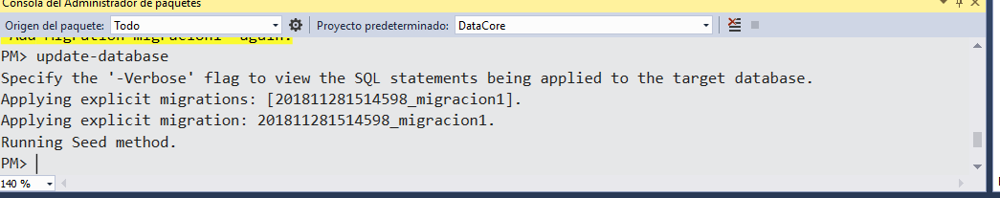 Consola del Administrador de paquetes
Origen del paquete: Todo Proyecto predeterminado: DataCore
PM> update-database
Specify the '-Verbose' flag to view the SQL statements being applied to the target database.
Applying explicit migrations: [201811281514598_migracion1].
Applying explicit migration: 201811281514598_migracion1.
Running Seed method.
PM>
140 %